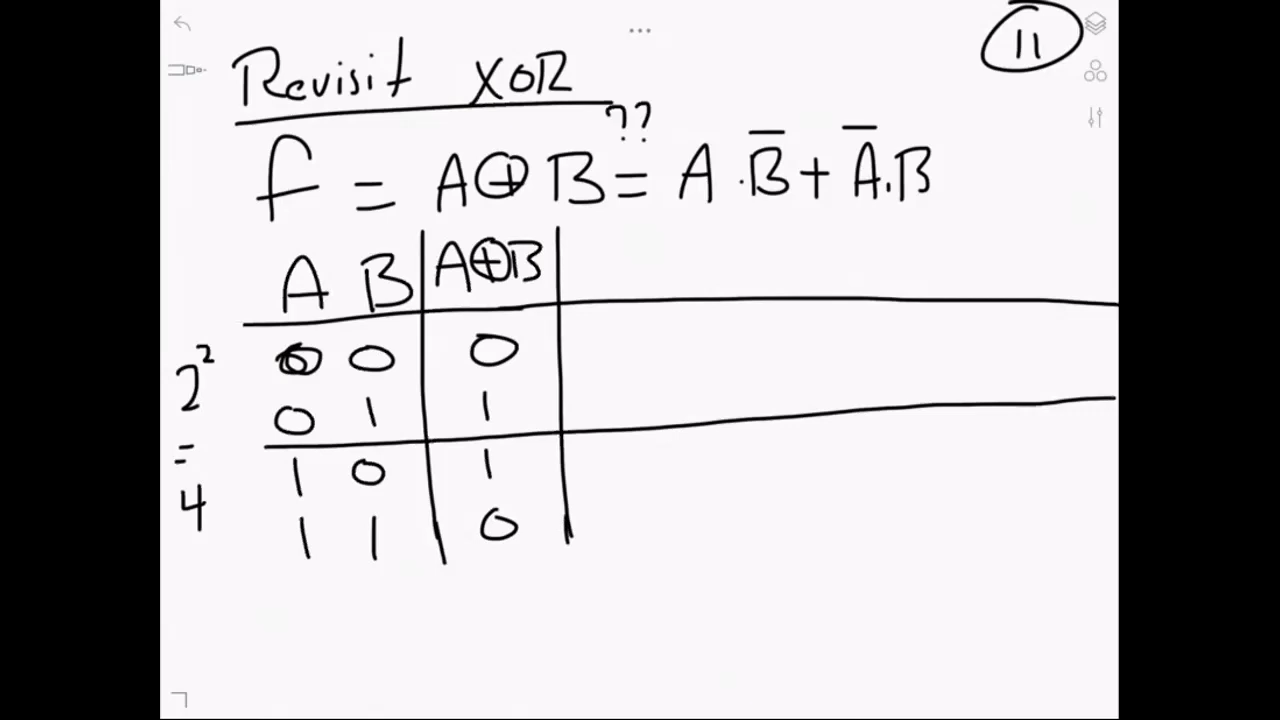 Revisit XOR
11
??
f = A⊕B = A·B̅ + A̅.B
A B A⊕B
0 0 0
0 1 1
1 0 1
1 1 0
2²
=
4